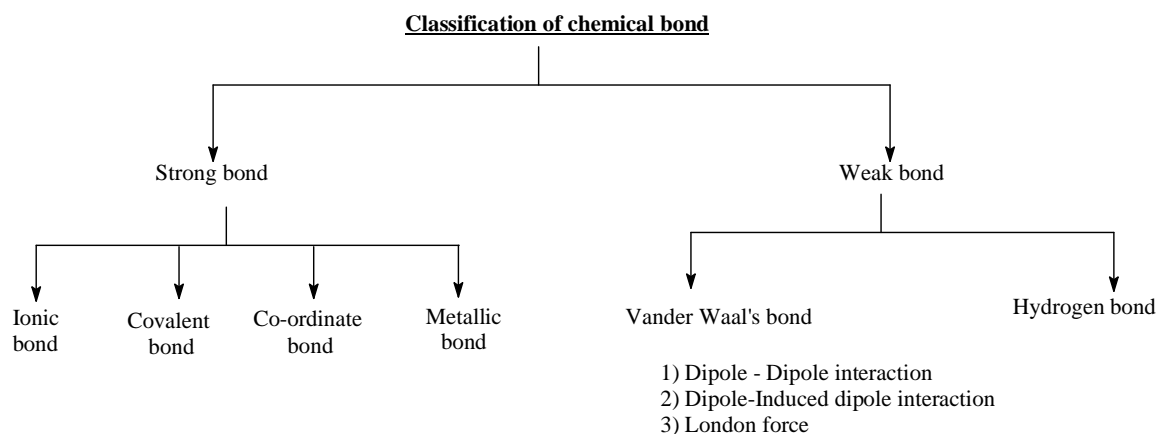 Classification of chemical bond
Strong bond
Weak bond
Ionic
bond
Covalent
bond
Co-ordinate
bond
Metallic
bond
Vander Waal's bond
Hydrogen bond
1) Dipole - Dipole interaction
2) Dipole-Induced dipole interaction
3) London force